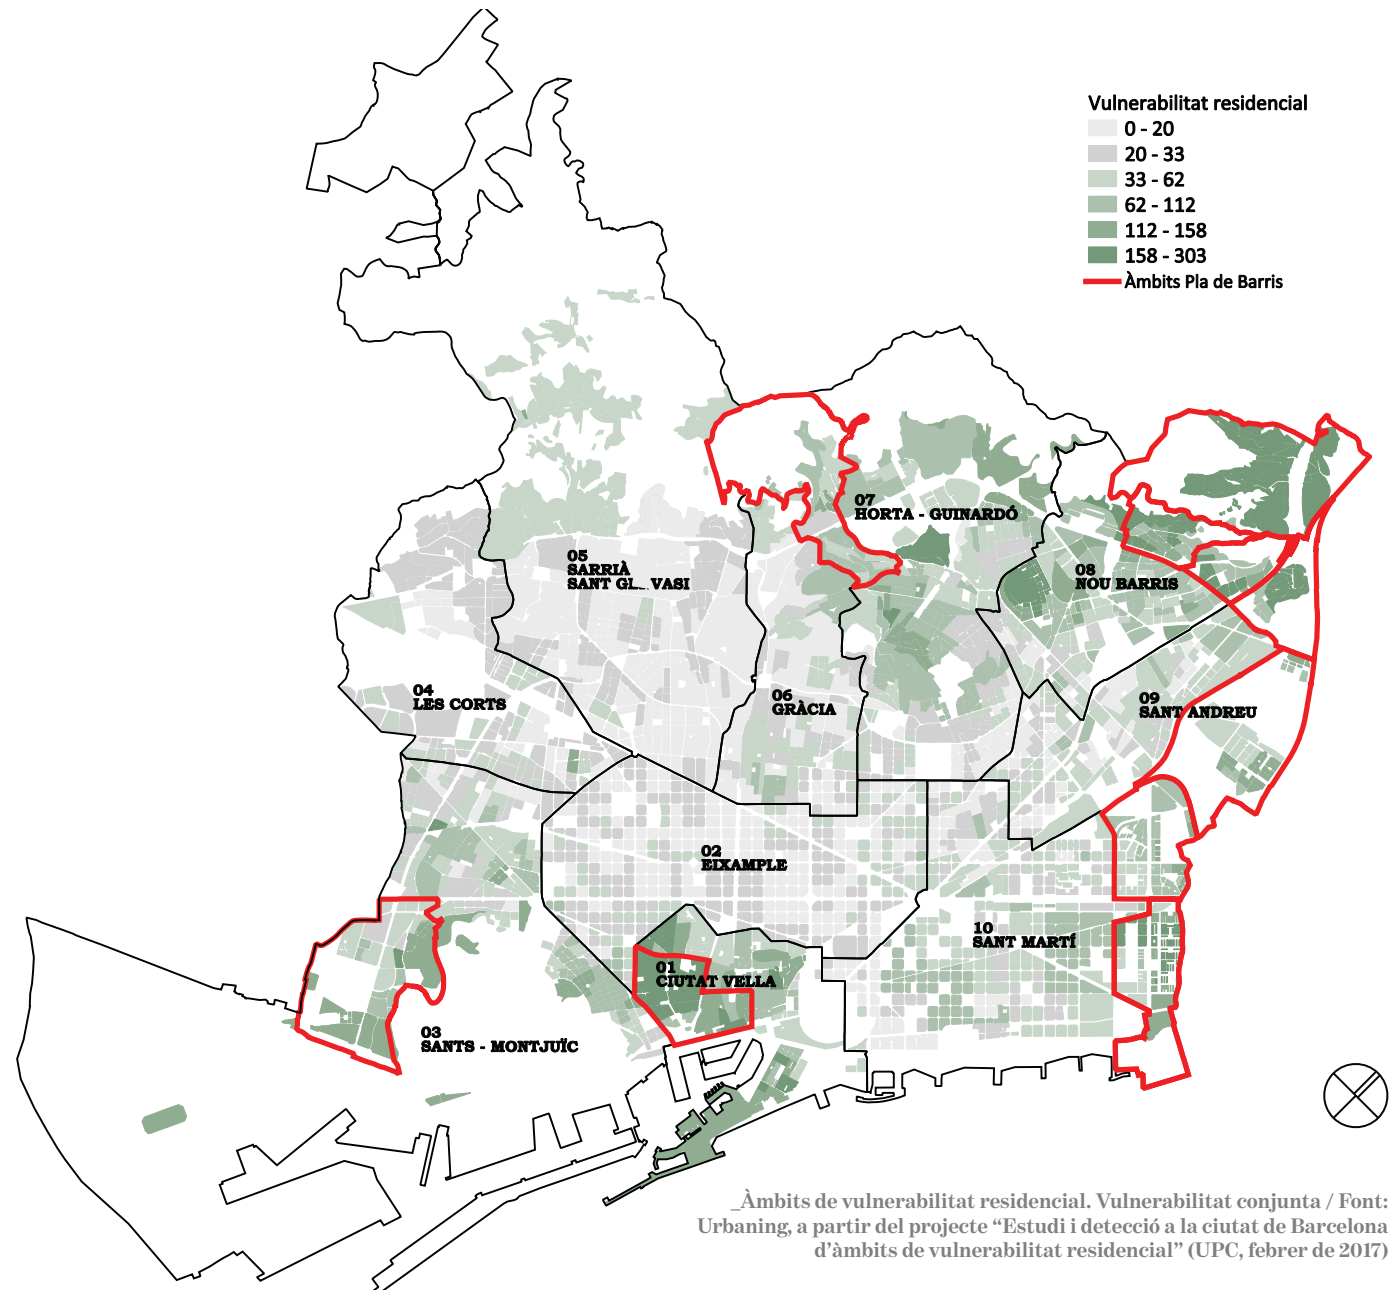 Vulnerabilitat residencial
0 - 20
20 - 33
33 - 62
62 - 112
112 - 158
158 - 303
Àmbits Pla de Barris
07
HORTA - GUINARDÓ
05
SARRIÀ
SANT G VASI
08
NOU BARRIS
04
LES CORTS
06
GRÀCIA
09
SANT ANDREU
02
EIXAMPLE
10
SANT MARTÍ
01
CIUTAT VELLA
03
SANTS - MONTJUÏC
_Àmbits de vulnerabilitat residencial. Vulnerabilitat conjunta / Font:
Urbaning, a partir del projecte “Estudi i detecció a la ciutat de Barcelona
d’àmbits de vulnerabilitat residencial” (UPC, febrer de 2017)